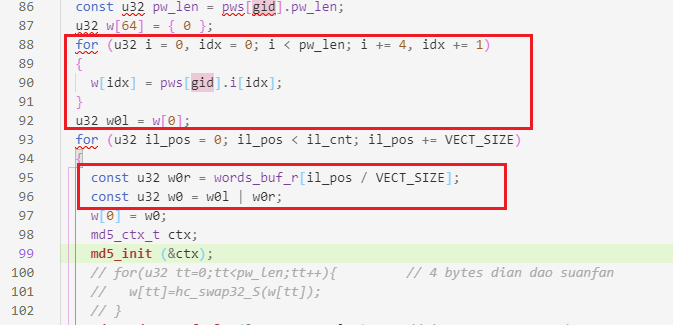 86 const u32 pw_len = pws[gid].pw_len;
87 u32 w[64] = { 0 };
88 for (u32 i = 0, idx = 0; i < pw_len; i += 4, idx += 1)
89 {
90 w[idx] = pws[gid].i[idx];
91 }
92 u32 w0l = w[0];
93 for (u32 il_pos = 0; il_pos < il_cnt; il_pos += VECT_SIZE)
94 {
95 const u32 w0r = words_buf_r[il_pos / VECT_SIZE];
96 const u32 w0 = w0l | w0r;
97 w[0] = w0;
98 md5_ctx_t ctx;
99 md5_init (&ctx);
100 // for(u32 tt=0;tt<pw_len;tt++){ // 4 bytes dian dao suanfan
101 // w[tt]=hc_swap32_S(w[tt]);
102 // }